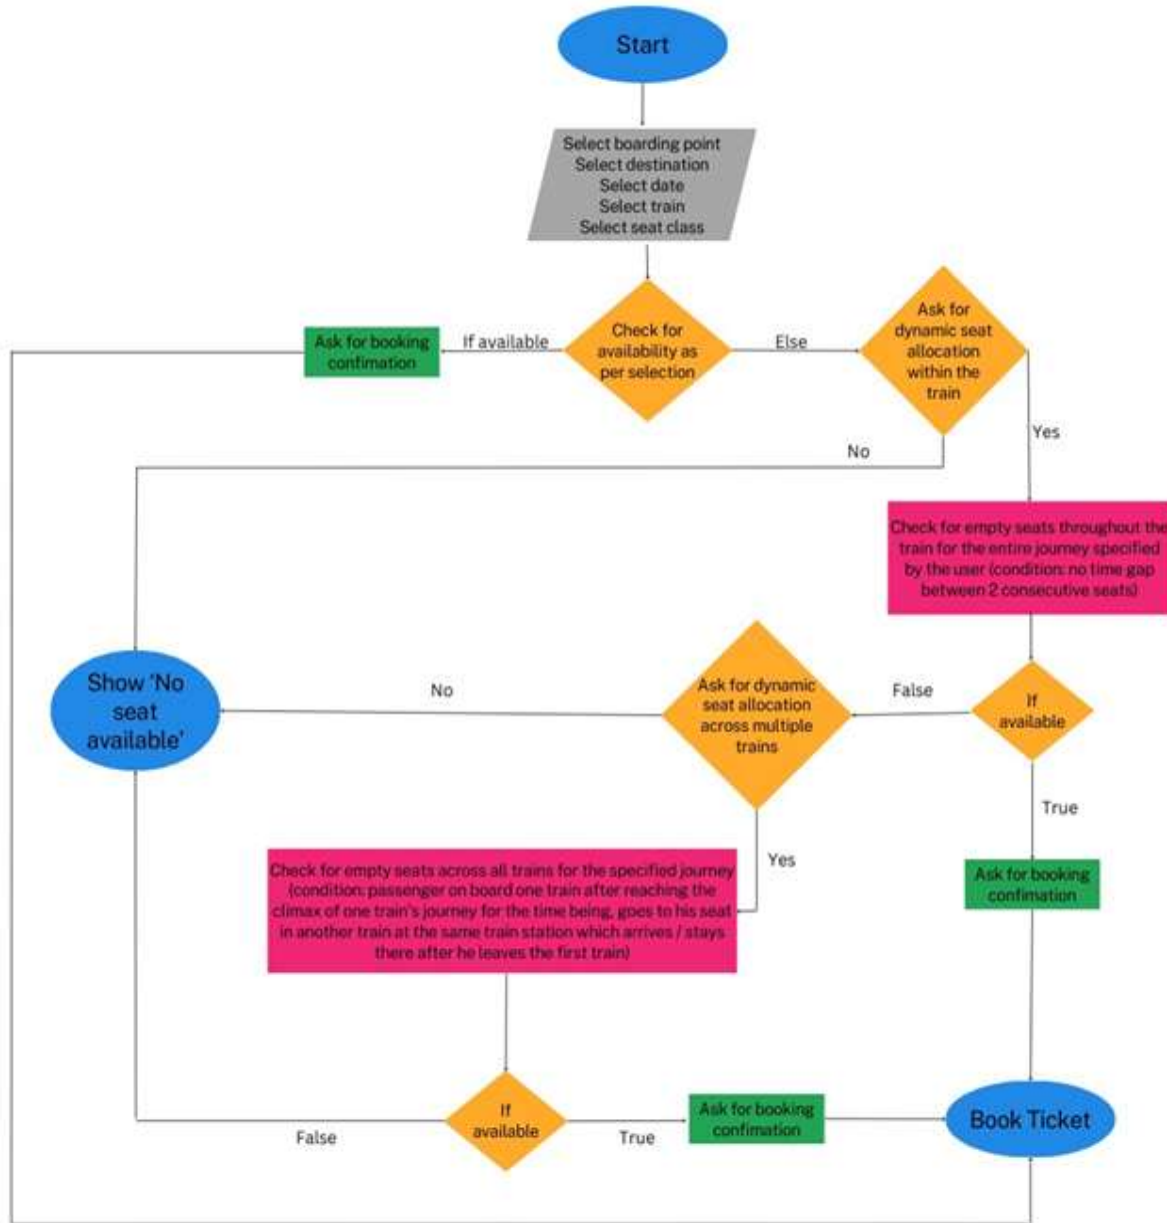 Start
Select boarding point
Select destination
Select date
Select train
Select seat class
Ask for booking
confimation
If available
Check for
availability as
per selection
Else
Ask for
dynamic seat
allocation
within the
train
Yes
No
Check for empty seats throughout the
train for the entire journey specified
by the user (condition: no time gap
between 2 consecutive seats)
Show 'No
seat
available'
No
Ask for dynamic
seat allocation
across multiple
trains
False
If
available
True
Yes
Check for empty seats across all trains for the specified journey
(condition: passenger on board one train after reaching the
climax of one train's journey for the time being, goes to his seat
in another train at the same train station which arrives / stays
there after he leaves the first train)
Ask for booking
confimation
False
If
available
True
Ask for booking
confimation
Book Ticket